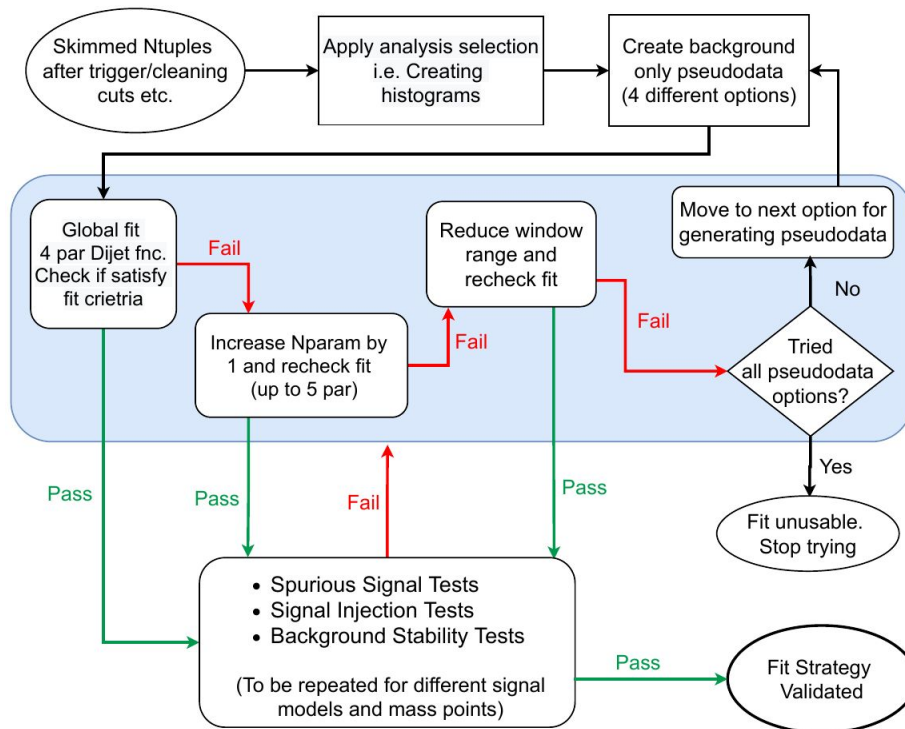 Skimmed Ntuples
after trigger/cleaning
cuts etc.
Apply analysis selection
i.e. Creating
histograms
Create background
only pseudodata
(4 different options)
Global fit
4 par Dijet fnc.
Check if satisfy
fit crietria
Fail
Increase Nparam by
1 and recheck fit
(up to 5 par)
Fail
Reduce window
range and
recheck fit
Fail
Move to next option for
generating pseudodata
No
Tried
all pseudodata
options?
Yes
Fit unusable.
Stop trying
Pass
Pass
Fail
Pass
• Spurious Signal Tests
• Signal Injection Tests
• Background Stability Tests
(To be repeated for different signal
models and mass points)
Pass
Fit Strategy
Validated